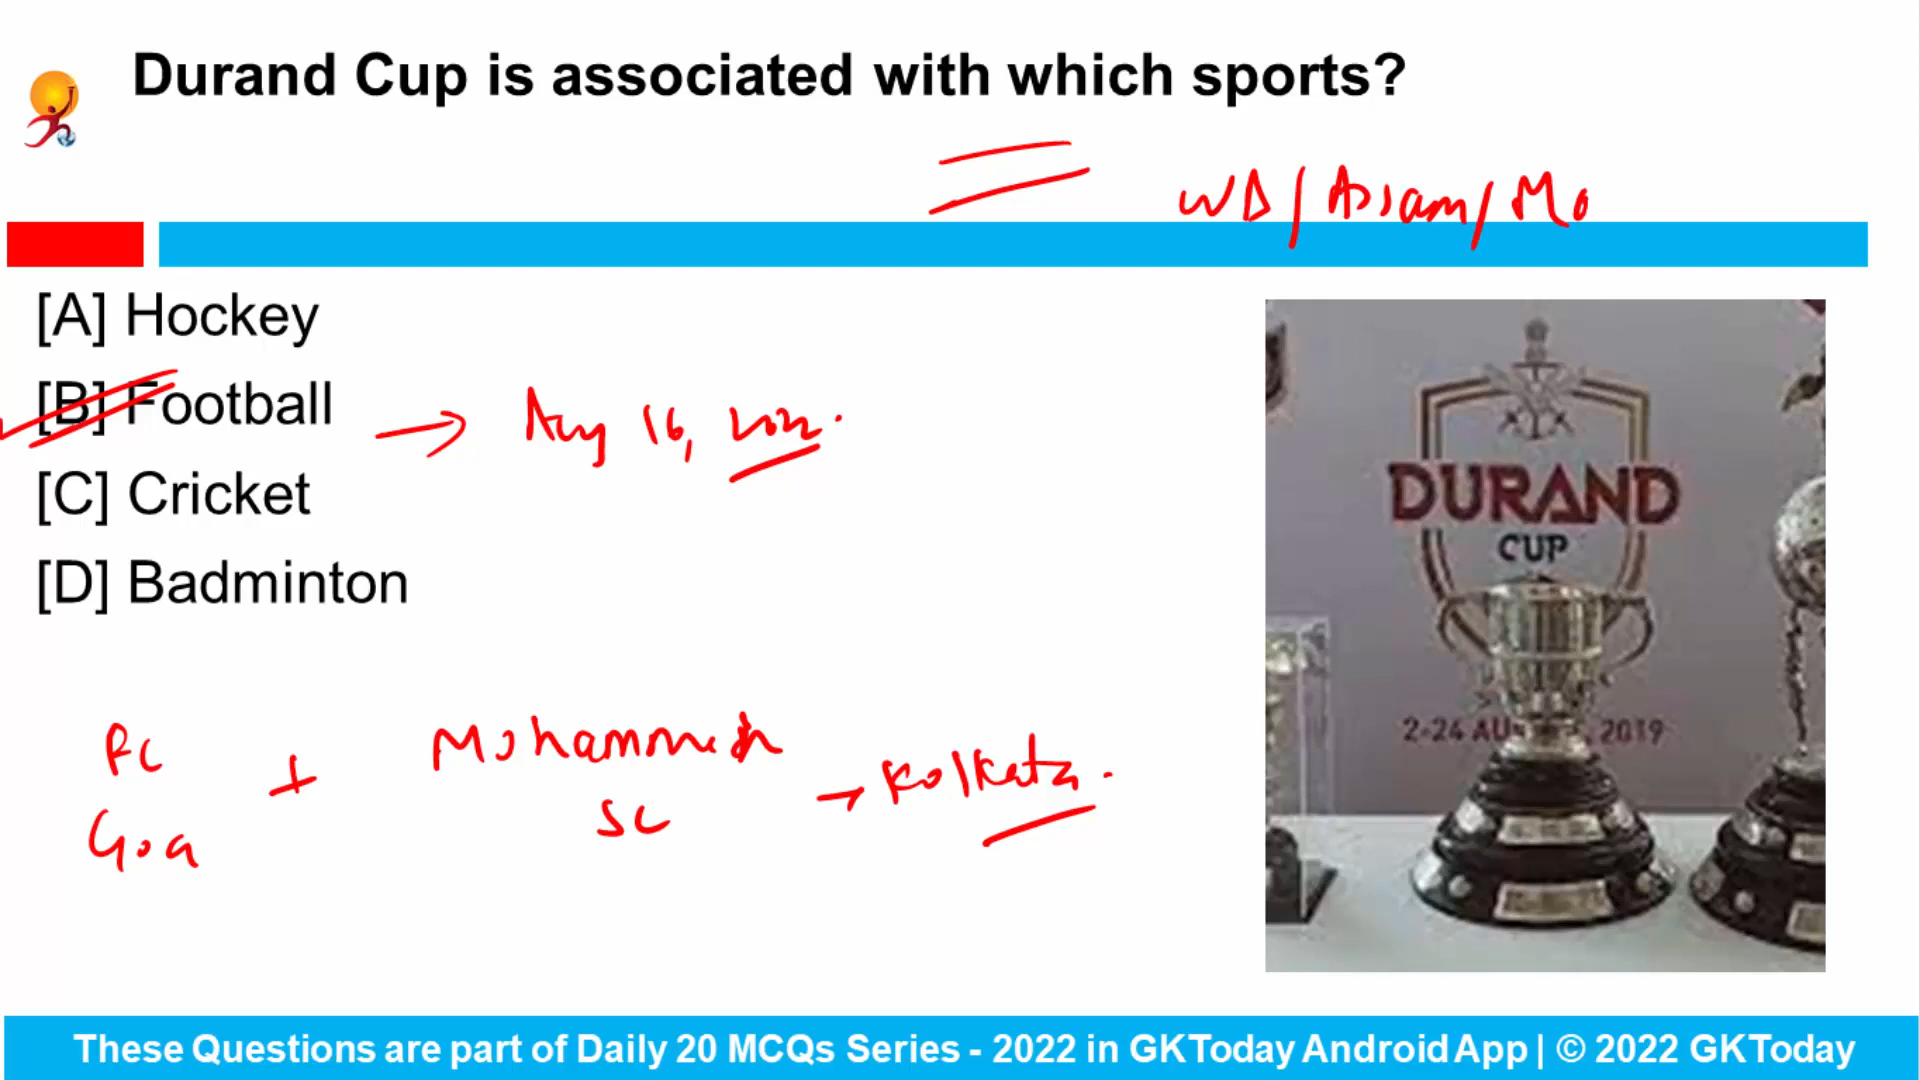 Durand Cup is associated with which sports?
WB/Assam/Ma
[A] Hockey
[B] Football
→ Aug 16, 2022.
[C] Cricket
[D] Badminton
DURAND
CUP
2-24 AU 2019
FC
Goa
+
Mohammedn
SC
→ Kolkata.
These Questions are part of Daily 20 MCQs Series - 2022 in GKToday Android App | © 2022 GKToday